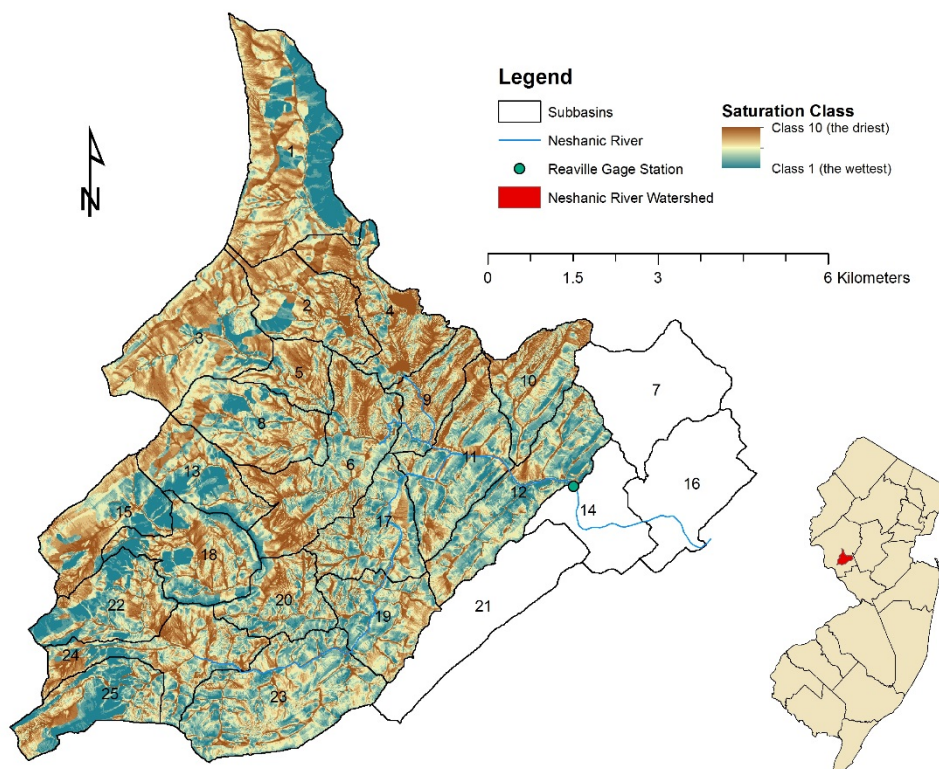 Legend
Subbasins
Neshanic River
Reaville Gage Station
Neshanic River Watershed
Saturation Class
Class 10 (the driest)
Class 1 (the wettest)
N
0 1.5 3 6 Kilometers
1
2
4
3
5
10
7
9
8
6
11
13
12
16
15
14
17
18
20
22
21
19
24
25
23